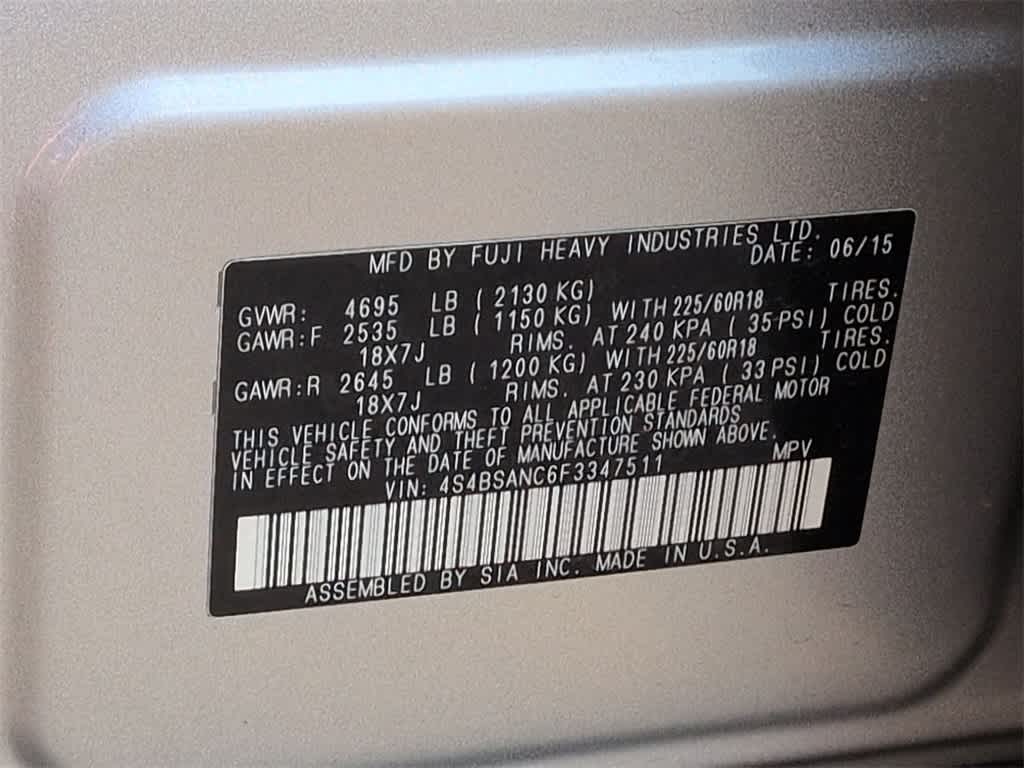 MFD BY FUJI HEAVY INDUSTRIES LTD.
DATE: 06/15
GVWR: 4695 LB ( 2130 KG)
GAWR:F 2535 LB ( 1150 KG) WITH 225/60R18 TIRES.
18X7J RIMS. AT 240 KPA ( 35 PSI) COLD
GAWR:R 2645 LB ( 1200 KG) WITH 225/60R18 TIRES.
18X7J RIMS. AT 230 KPA ( 33 PSI) COLD
THIS VEHICLE CONFORMS TO ALL APPLICABLE FEDERAL MOTOR
VEHICLE SAFETY AND THEFT PREVENTION STANDARDS
IN EFFECT ON THE DATE OF MANUFACTURE SHOWN ABOVE.
VIN: 4S4BSANC6F3347511 MPV
ASSEMBLED BY SIA INC. MADE IN U.S.A.